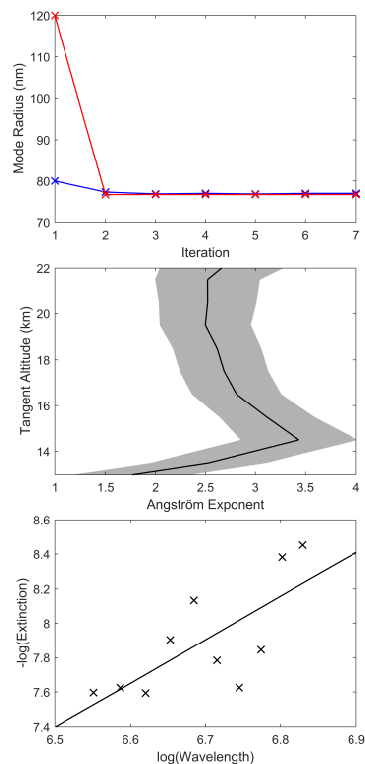 120
110
100
90
80
70
Mode Radius (nm)
1 2 3 4 5 6 7
Iteration
22
20
18
16
14
Tangent Altitude (km)
1 1.5 2 2.5 3 3.5 4
Angström Exponent
8.6
8.4
8.2
8
7.8
7.6
7.4
-log(Extinction)
6.5 6.6 6.7 6.8 6.9
log(Wavelength)